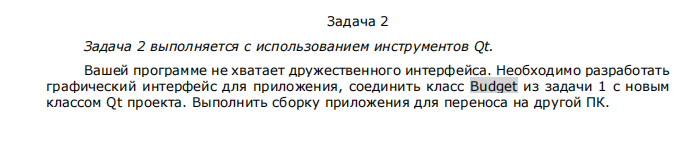 Задача 2
Задача 2 выполняется с использованием инструментов Qt.
Вашей программе не хватает дружественного интерфейса. Необходимо разработать
графический интерфейс для приложения, соединить класс Budget из задачи 1 с новым
классом Qt проекта. Выполнить сборку приложения для переноса на другой ПК.